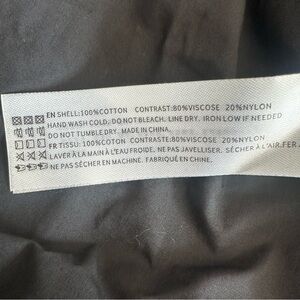 EN SHELL:100%COTTON CONTRAST:80%VISCOSE 20%NYLON
HAND WASH COLD. DO NOT BLEACH. LINE DRY. IRON LOW IF NEEDED
DO NOT TUMBLE DRY. MADE IN CHINA.
FR TISSU: 100%COTON CONTRASTE:80%VISCOSE 20%NYLON
LAVER À LA MAIN À L'EAU FROIDE. NE PAS JAVELLISER. SÉCHER À L'AIR.FER
NE PAS SÉCHER EN MACHINE. FABRIQUÉ EN CHINE.